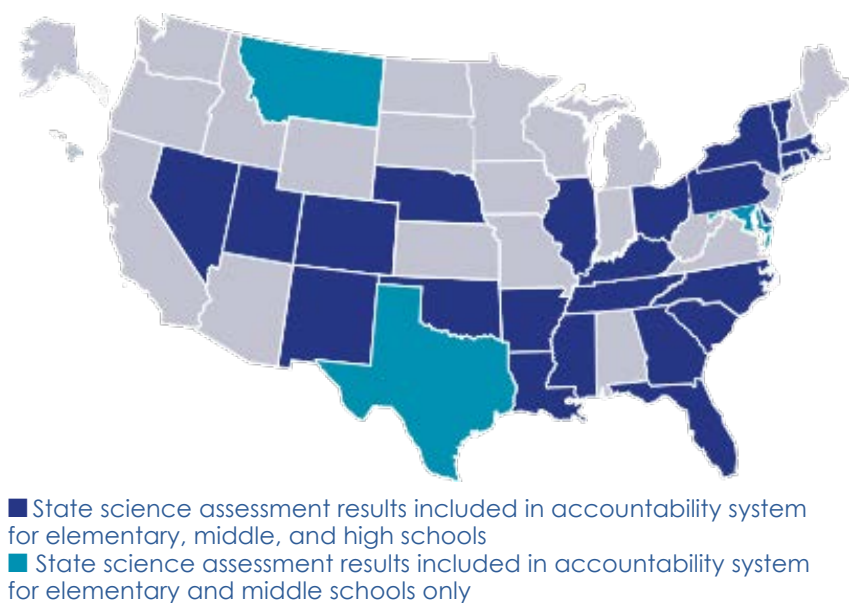 State science assessment results included in accountability system
for elementary, middle, and high schools
State science assessment results included in accountability system
for elementary and middle schools only